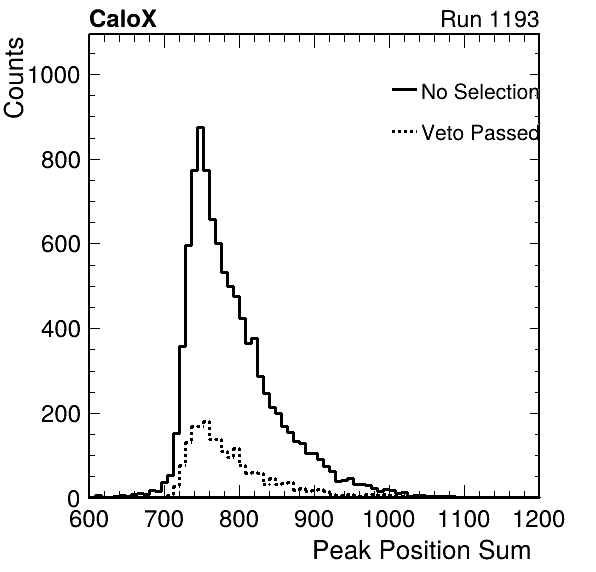 CaloX Run 1193
Counts
1000
800
600
400
200
0
No Selection
Veto Passed
600 700 800 900 1000 1100 1200
Peak Position Sum